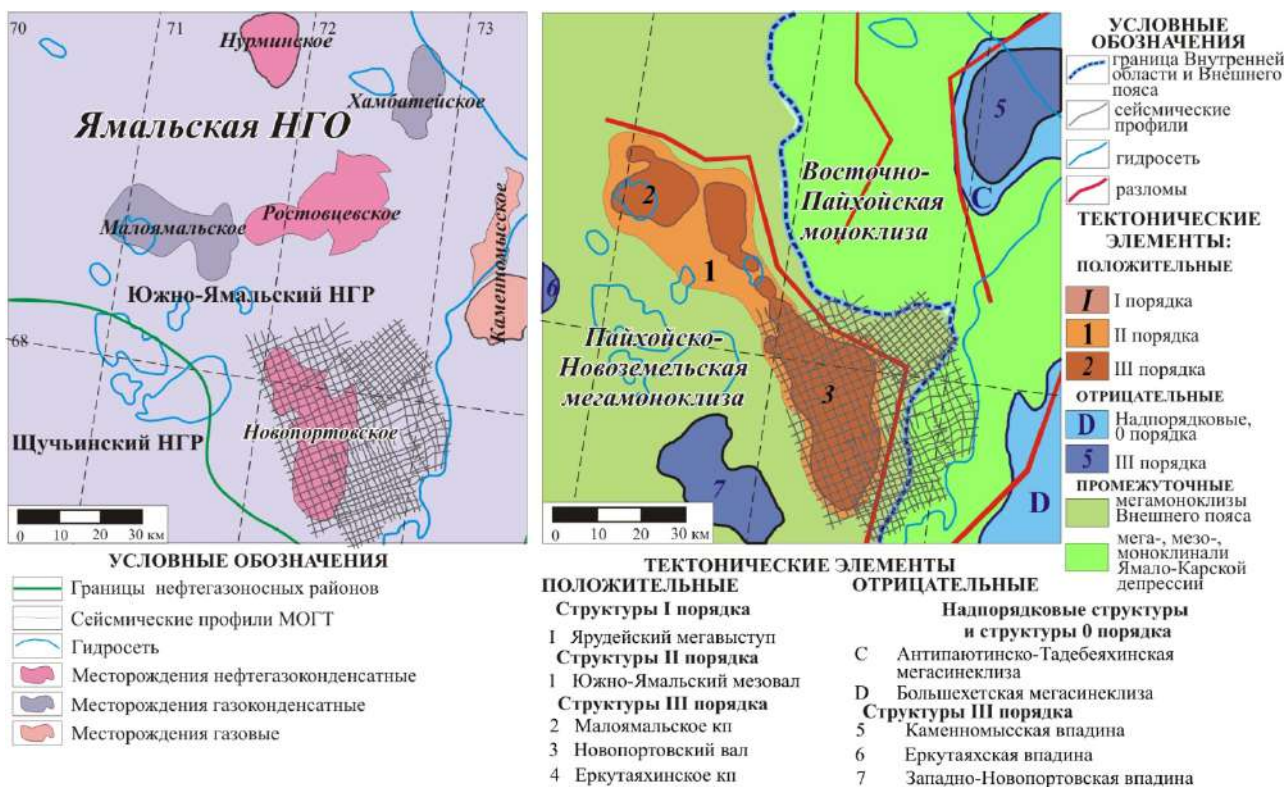 70
71
72
73
Нурминское
Хамбатейское
Ямальская НГО
Ростовцевское
Малоямальское
Каменномысское
Южно-Ямальский НГР
68
Новопортовское
Щучьинский НГР
0 10 20 30 км
УСЛОВНЫЕ ОБОЗНАЧЕНИЯ
Границы нефтегазоносных районов
Сейсмические профили МОГТ
Гидросеть
Месторождения нефтегазоконденсатные
Месторождения газоконденсатные
Месторождения газовые
5
C
2
Восточно-
Пайхойская
моноклиза
1
6
Пайхойско-
Новоземельская
мегамоноклиза
3
7
D
0 10 20 30 км
УСЛОВНЫЕ
ОБОЗНАЧЕНИЯ
граница Внутренней
области и Внешнего
пояса
сейсмические
профили
гидросеть
разломы
ТЕКТОНИЧЕСКИЕ
ЭЛЕМЕНТЫ:
ПОЛОЖИТЕЛЬНЫЕ
I I порядка
1 II порядка
2 III порядка
ОТРИЦАТЕЛЬНЫЕ
D Надпорядковые,
0 порядка
5 III порядка
ПРОМЕЖУТОЧНЫЕ
мегамоноклизы
Внешнего пояса
мега-, мезо-,
моноклинали
Ямало-Карской
депрессии
ТЕКТОНИЧЕСКИЕ ЭЛЕМЕНТЫ
ПОЛОЖИТЕЛЬНЫЕ
Структуры I порядка
I Ярудейский мегавыступ
Структуры II порядка
1 Южно-Ямальский мезовал
Структуры III порядка
2 Малоямальское кп
3 Новопортовский вал
4 Еркутаяхинское кп
ОТРИЦАТЕЛЬНЫЕ
Надпорядковые структуры
и структуры 0 порядка
C Антипаютинско-Тадебеяхинская
мегасинеклиза
D Большехетская мегасинеклиза
Структуры III порядка
5 Каменномысская впадина
6 Еркутаяхская впадина
7 Западно-Новопортовская впадина